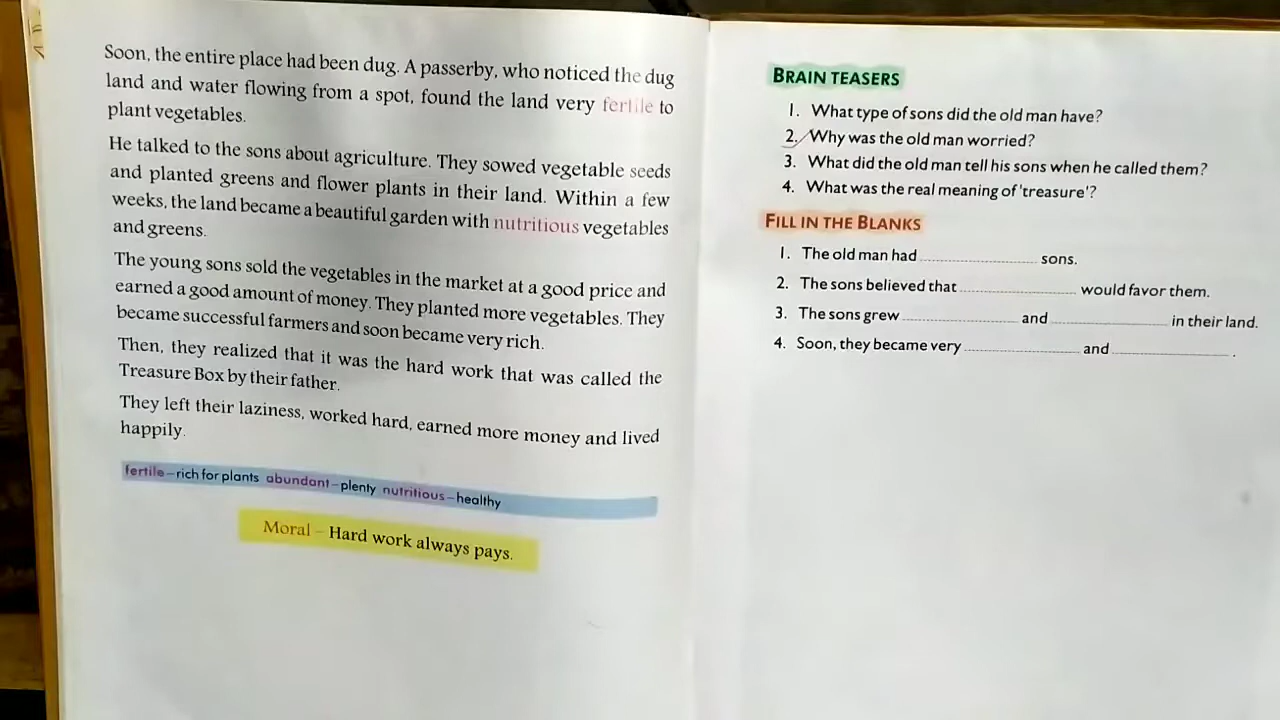 Soon, the entire place had been dug. A passerby, who noticed the dug
land and water flowing from a spot, found the land very fertile to
plant vegetables.
He talked to the sons about agriculture. They sowed vegetable seeds
and planted greens and flower plants in their land. Within a few
weeks, the land became a beautiful garden with nutritious vegetables
and greens.
The young sons sold the vegetables in the market at a good price and
earned a good amount of money. They planted more vegetables. They
became successful farmers and soon became very rich.
Then, they realized that it was the hard work that was called the
Treasure Box by their father.
They left their laziness, worked hard, earned more money and lived
happily.
fertile – rich for plants abundant – plenty nutritious – healthy
Moral – Hard work always pays.
BRAIN TEASERS
1. What type of sons did the old man have?
2. Why was the old man worried?
3. What did the old man tell his sons when he called them?
4. What was the real meaning of 'treasure'?
FILL IN THE BLANKS
1. The old man had .............................. sons.
2. The sons believed that .............................. would favor them.
3. The sons grew .............................. and .............................. in their land.
4. Soon, they became very .............................. and .............................. .